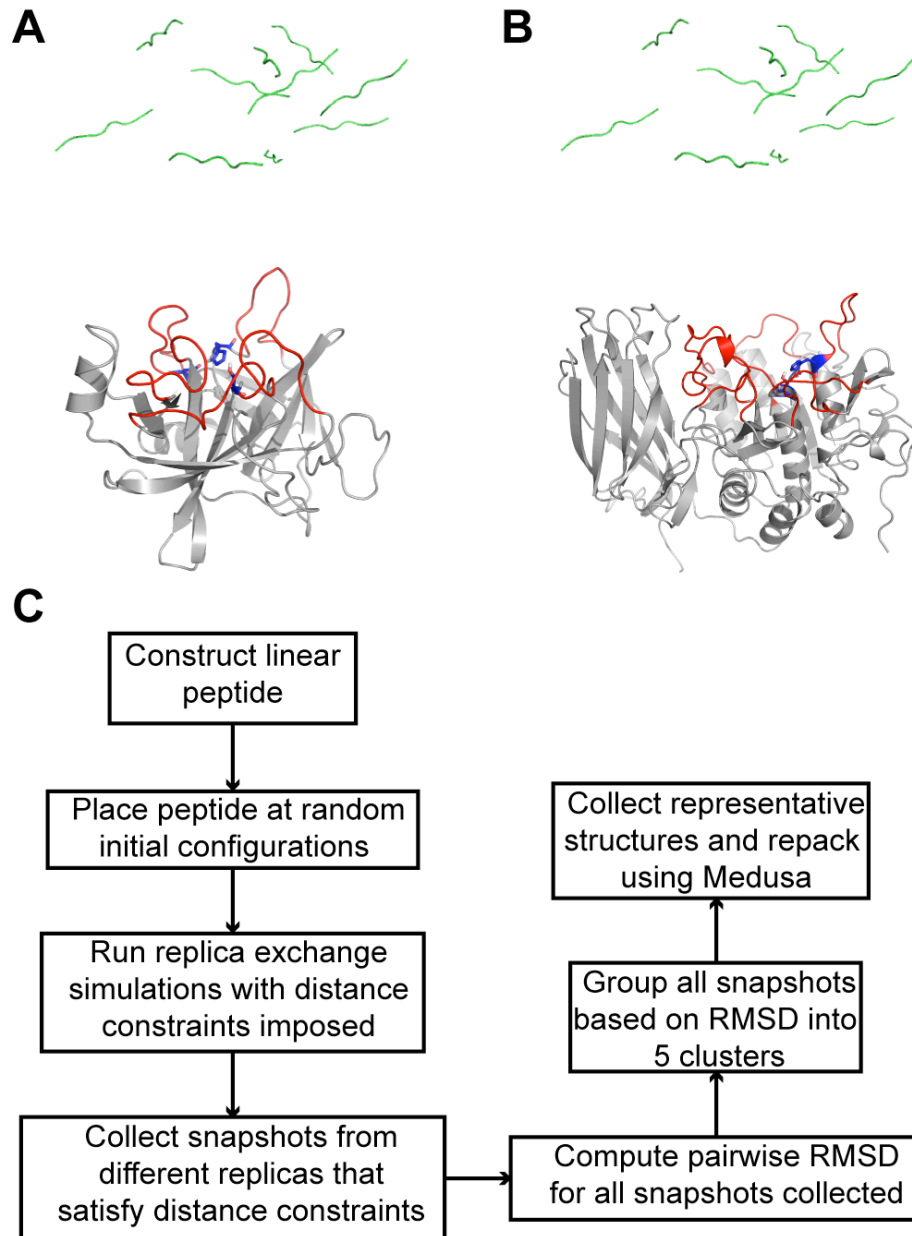 A
B
C
Construct linear
peptide
Place peptide at random
initial configurations
Run replica exchange
simulations with distance
constraints imposed
Collect snapshots from
different replicas that
satisfy distance constraints
Compute pairwise RMSD
for all snapshots collected
Group all snapshots
based on RMSD into
5 clusters
Collect representative
structures and repack
using Medusa